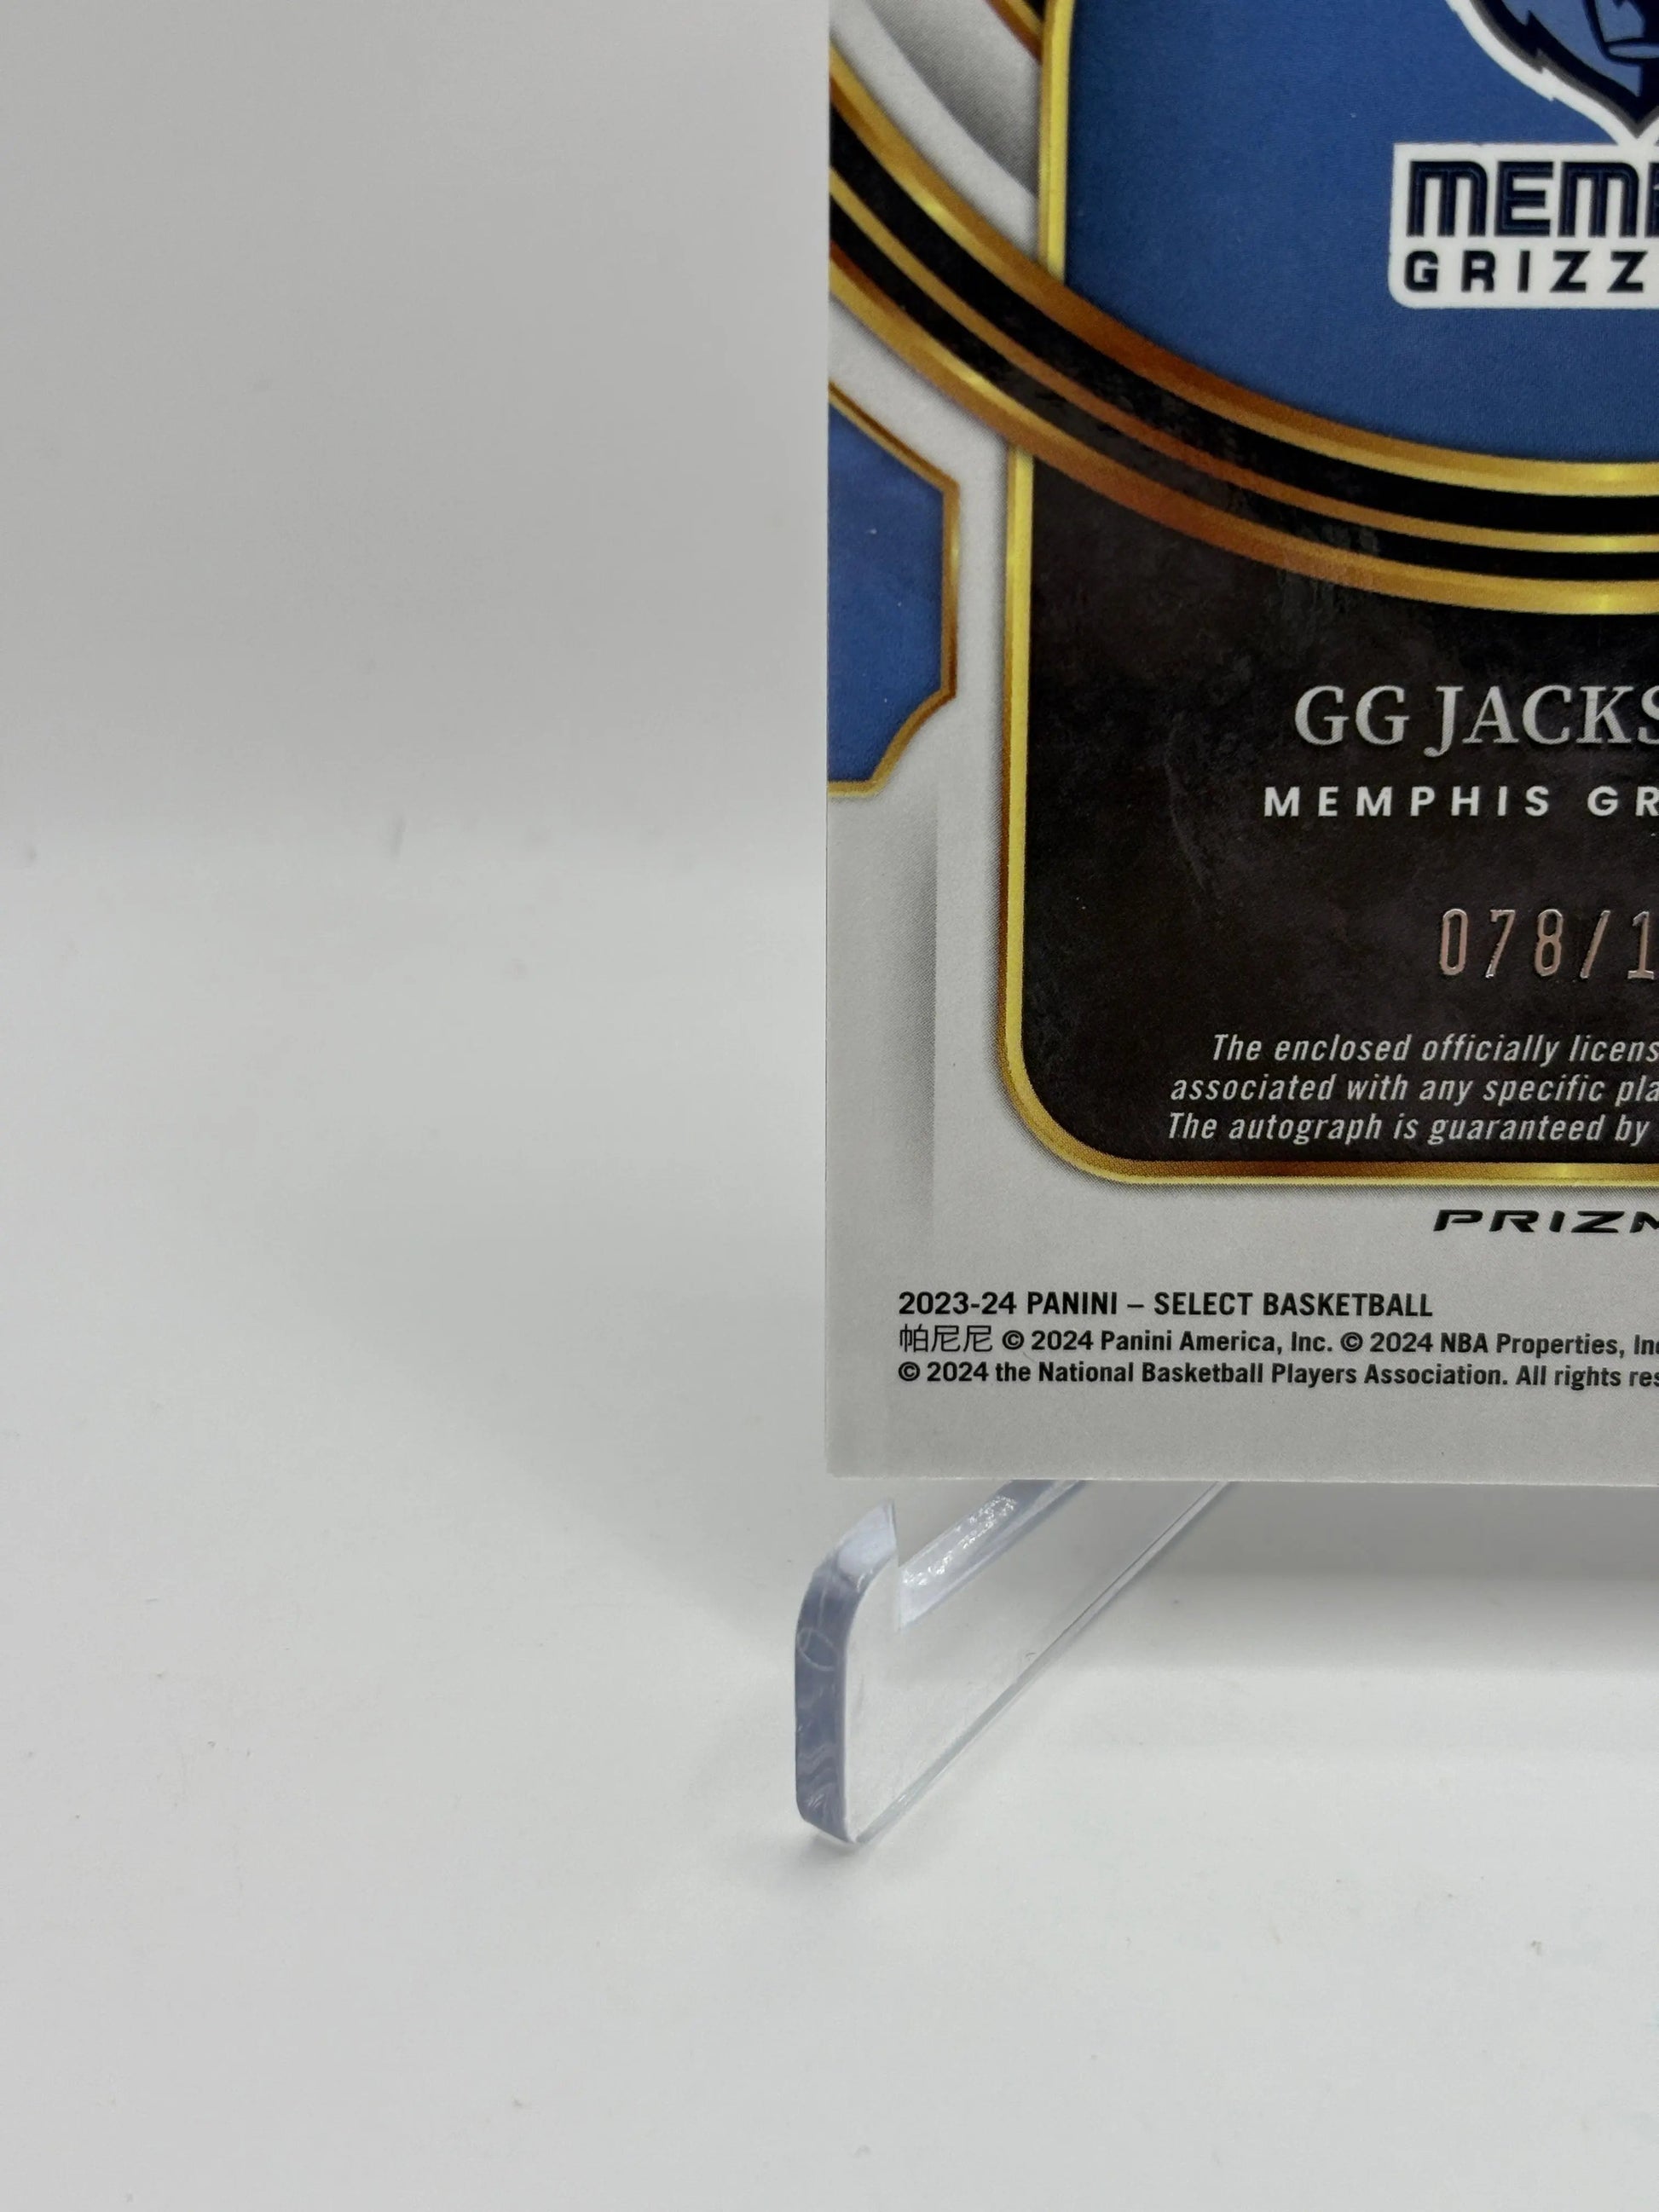 MEM
GRIZZ
GG JACKS
MEMPHIS GR
078/1
The enclosed officially licens
associated with any specific pla
The autograph is guaranteed by
PRIZM
2023-24 PANINI – SELECT BASKETBALL
帕尼尼 © 2024 Panini America, Inc. © 2024 NBA Properties, Inc
© 2024 the National Basketball Players Association. All rights res